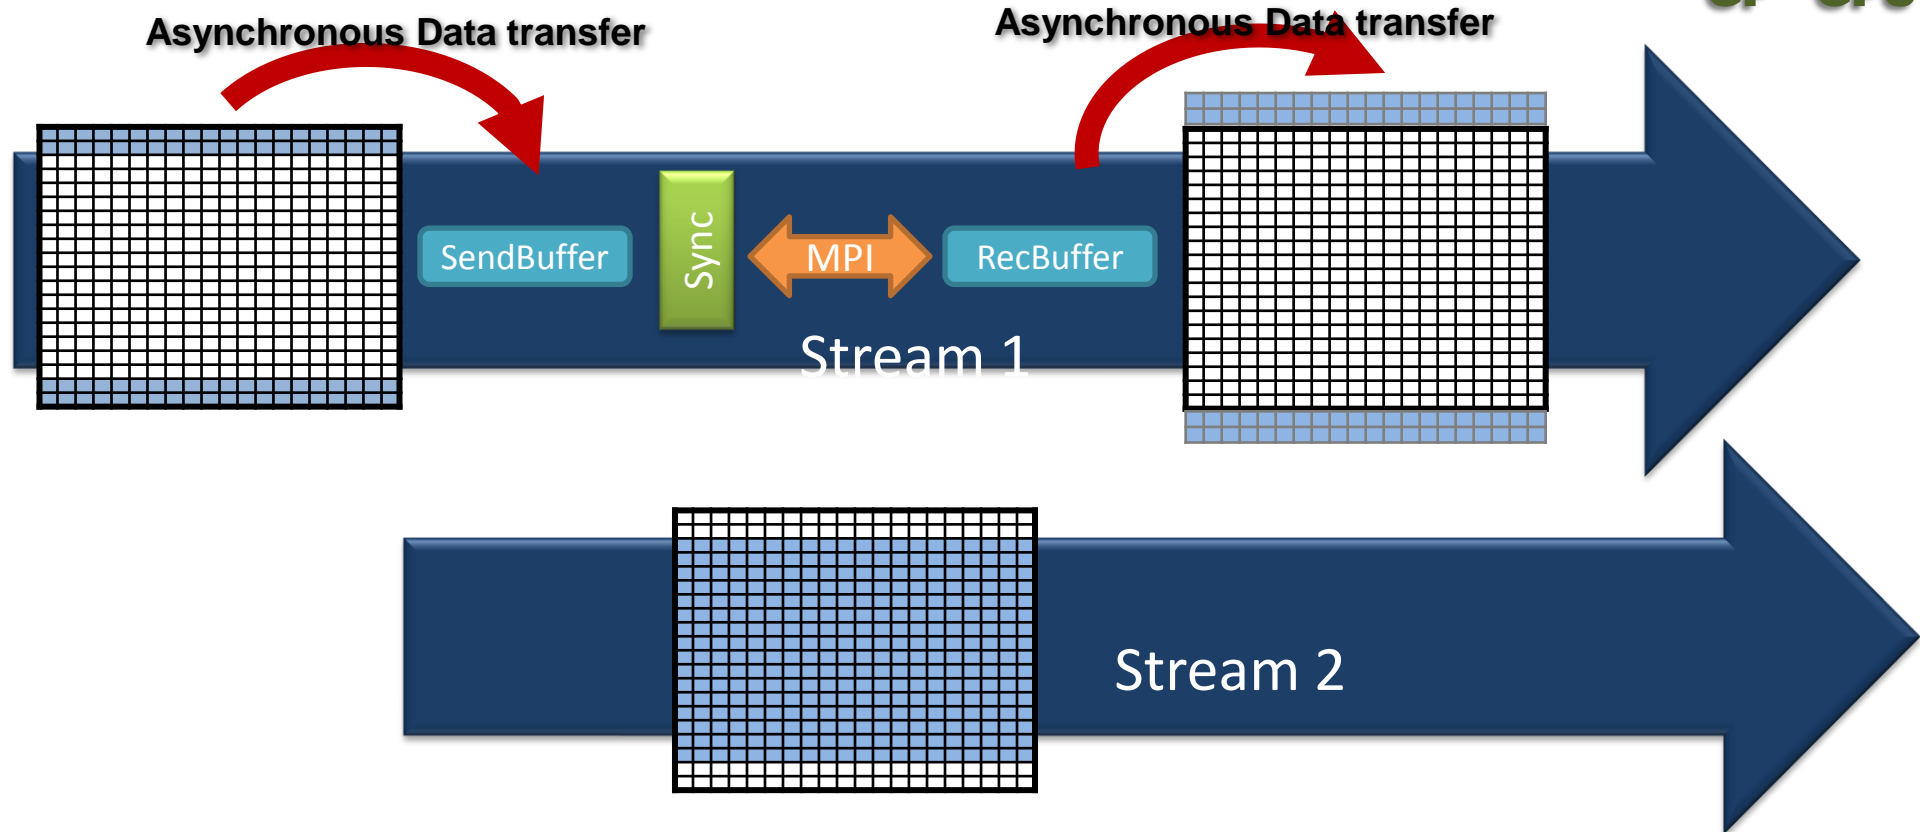 Asynchronous Data transfer
Asynchronous Data transfer
SendBuffer
Sync
MPI
RecBuffer
Stream 1
Stream 2